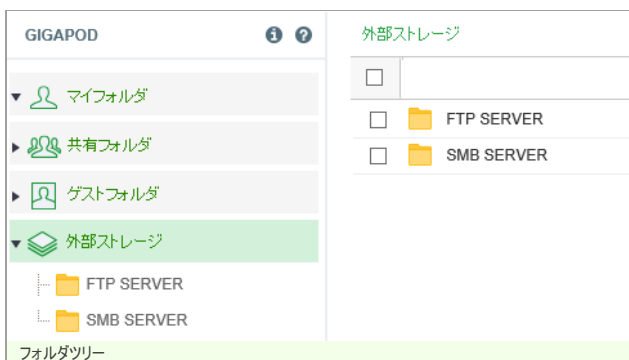 GIGAPOD
マイフォルダ
共有フォルダ
ゲストフォルダ
外部ストレージ
FTP SERVER
SMB SERVER
フォルダツリー
外部ストレージ
FTP SERVER
SMB SERVER